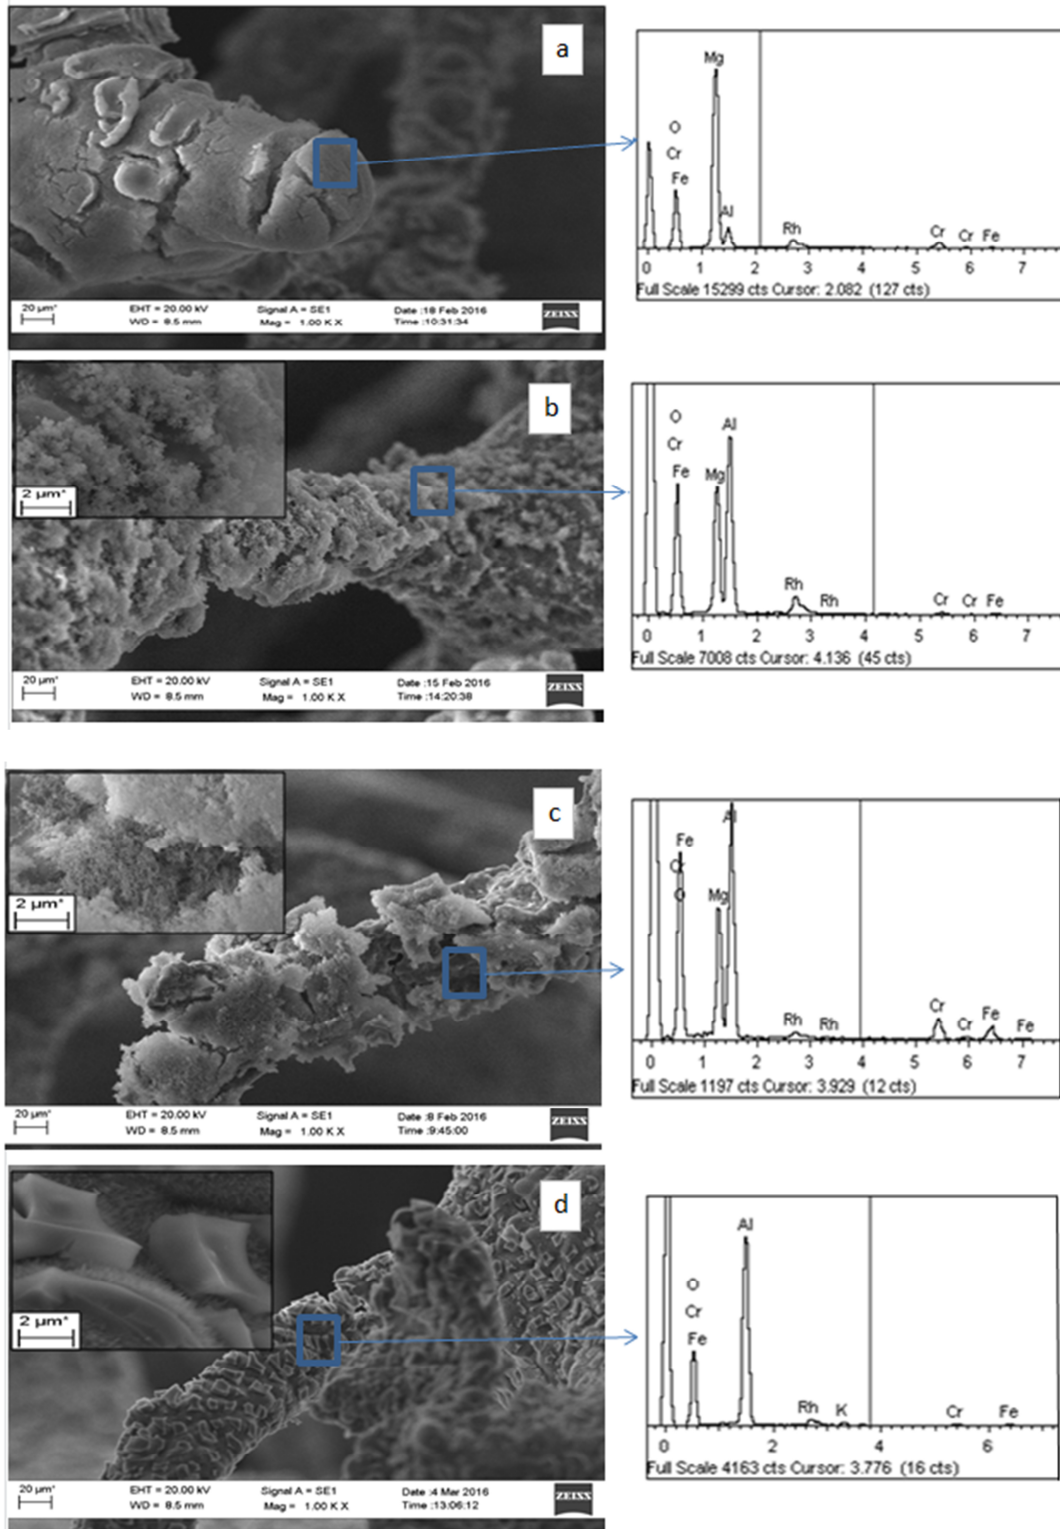 a
20 µm*
EHT = 20.00 kV
WD = 8.5 mm
Signal A = SE1
Mag = 1.00 K X
Date :18 Feb 2016
Time :10:31:34
ZEISS
Mg
O
Cr
Fe
Al
Rh
Cr Cr Fe
0 1 2 3 4 5 6 7
Full Scale 15299 cts Cursor: 2.082 (127 cts)
2 µm*
b
20 µm*
EHT = 20.00 kV
WD = 8.5 mm
Signal A = SE1
Mag = 1.00 K X
Date :15 Feb 2016
Time :14:20:38
ZEISS
O
Al
Cr
Fe Mg
Rh
Rh
Cr Cr Fe
0 1 2 3 4 5 6 7
Full Scale 7008 cts Cursor: 4.136 (45 cts)
2 µm*
c
20 µm*
EHT = 20.00 kV
WD = 8.5 mm
Signal A = SE1
Mag = 1.00 K X
Date :8 Feb 2016
Time :9:45:00
ZEISS
Al
Fe
Cr
O Mg
Rh Rh
Cr Cr Fe Fe
0 1 2 3 4 5 6 7
Full Scale 1197 cts Cursor: 3.929 (12 cts)
2 µm*
d
20 µm*
EHT = 20.00 kV
WD = 8.5 mm
Signal A = SE1
Mag = 1.00 K X
Date :4 Mar 2016
Time :13:06:12
ZEISS
Al
O
Cr
Fe
Rh K
Cr Fe
0 2 4 6
Full Scale 4163 cts Cursor: 3.776 (16 cts)